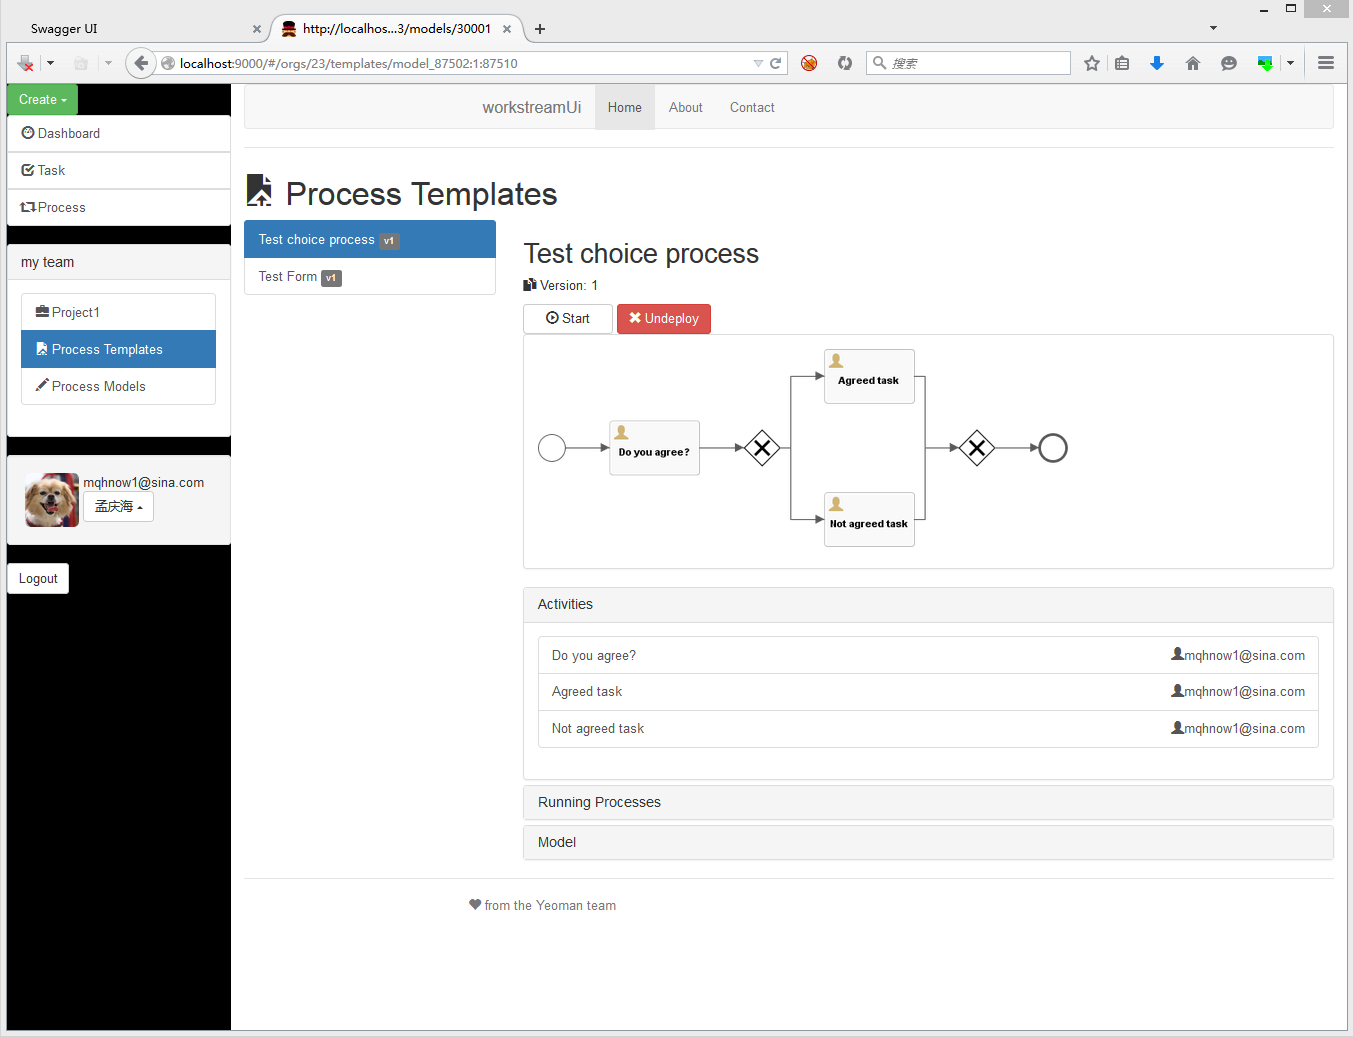 Swagger UI
http://localhos...3/models/30001
localhost:9000/#/orgs/23/templates/model_87502:1:87510
搜索
Create
Dashboard
Task
Process
my team
Project1
Process Templates
Process Models
mqhnow1@sina.com
孟庆海
Logout
workstreamUi
Home
About
Contact
Process Templates
Test choice process v1
Test Form v1
Test choice process
Version: 1
Start
Undeploy
Do you agree?
Agreed task
Not agreed task
Activities
Do you agree? mqhnow1@sina.com
Agreed task mqhnow1@sina.com
Not agreed task mqhnow1@sina.com
Running Processes
Model
from the Yeoman team